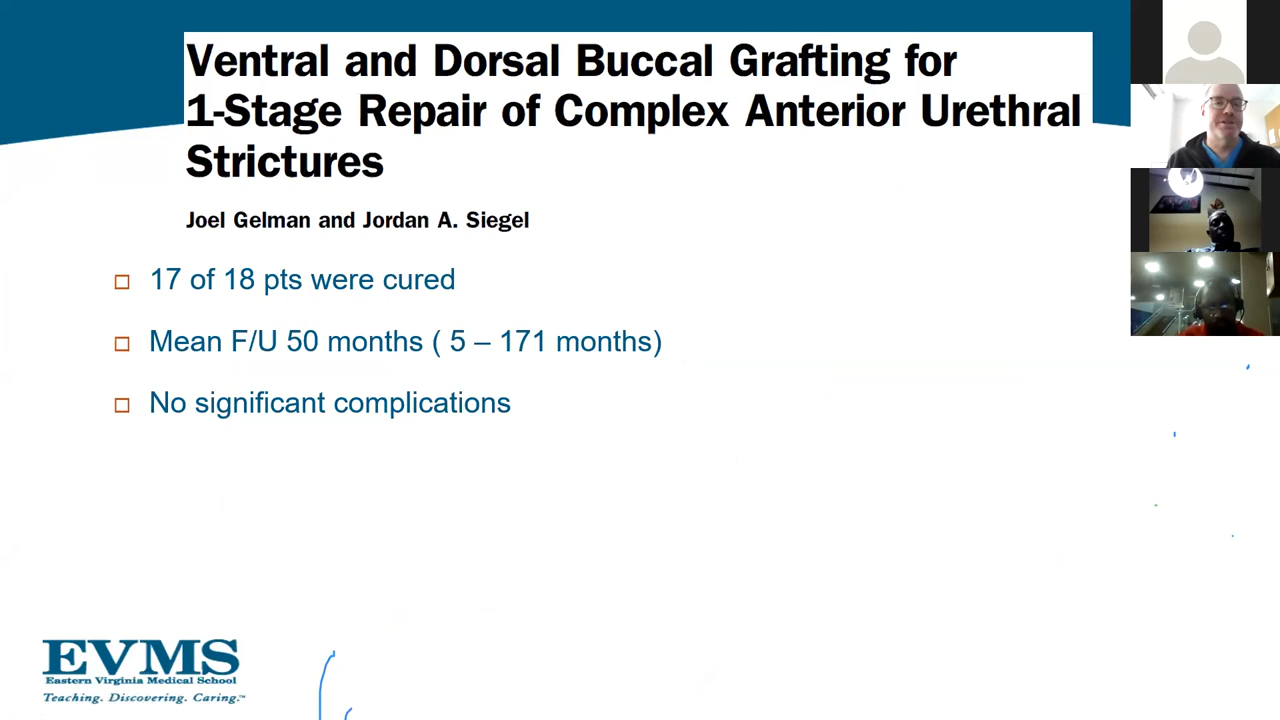 Ventral and Dorsal Buccal Grafting for
1-Stage Repair of Complex Anterior Urethral
Strictures
Joel Gelman and Jordan A. Siegel
17 of 18 pts were cured
Mean F/U 50 months ( 5 – 171 months)
No significant complications
EVMS
Eastern Virginia Medical School
Teaching. Discovering. Caring.™